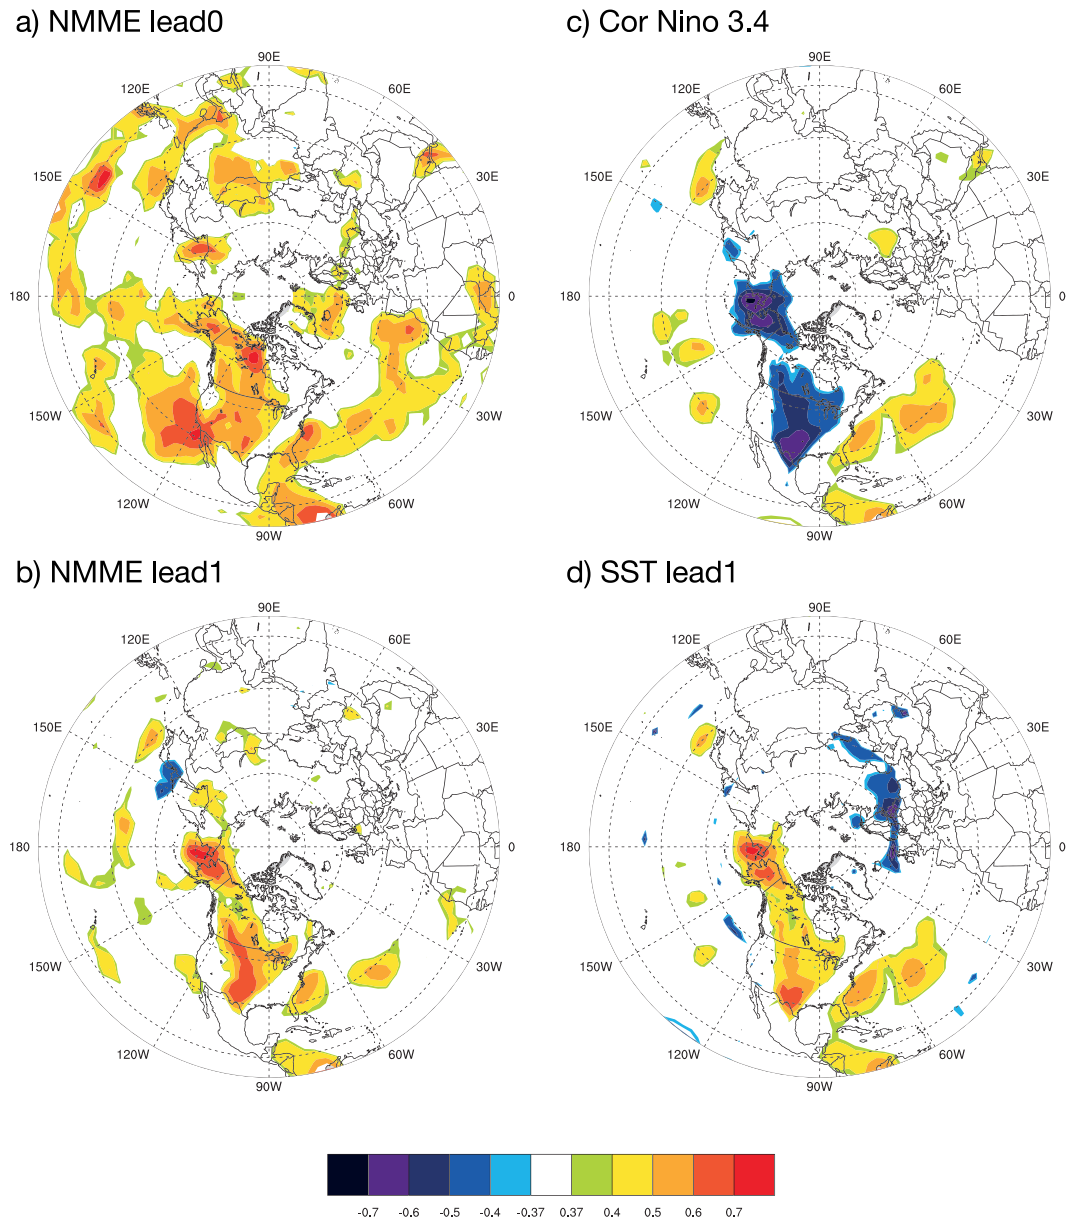 a) NMME lead0
c) Cor Nino 3.4
90E
120E
60E
150E
30E
180
0
150W
30W
120W
60W
90W
90E
120E
60E
150E
30E
180
0
150W
30W
120W
60W
90W
b) NMME lead1
d) SST lead1
90E
120E
60E
150E
30E
180
0
150W
30W
120W
60W
90W
90E
120E
60E
150E
30E
180
0
150W
30W
120W
60W
90W
-0.7 -0.6 -0.5 -0.4 -0.37 0.37 0.4 0.5 0.6 0.7